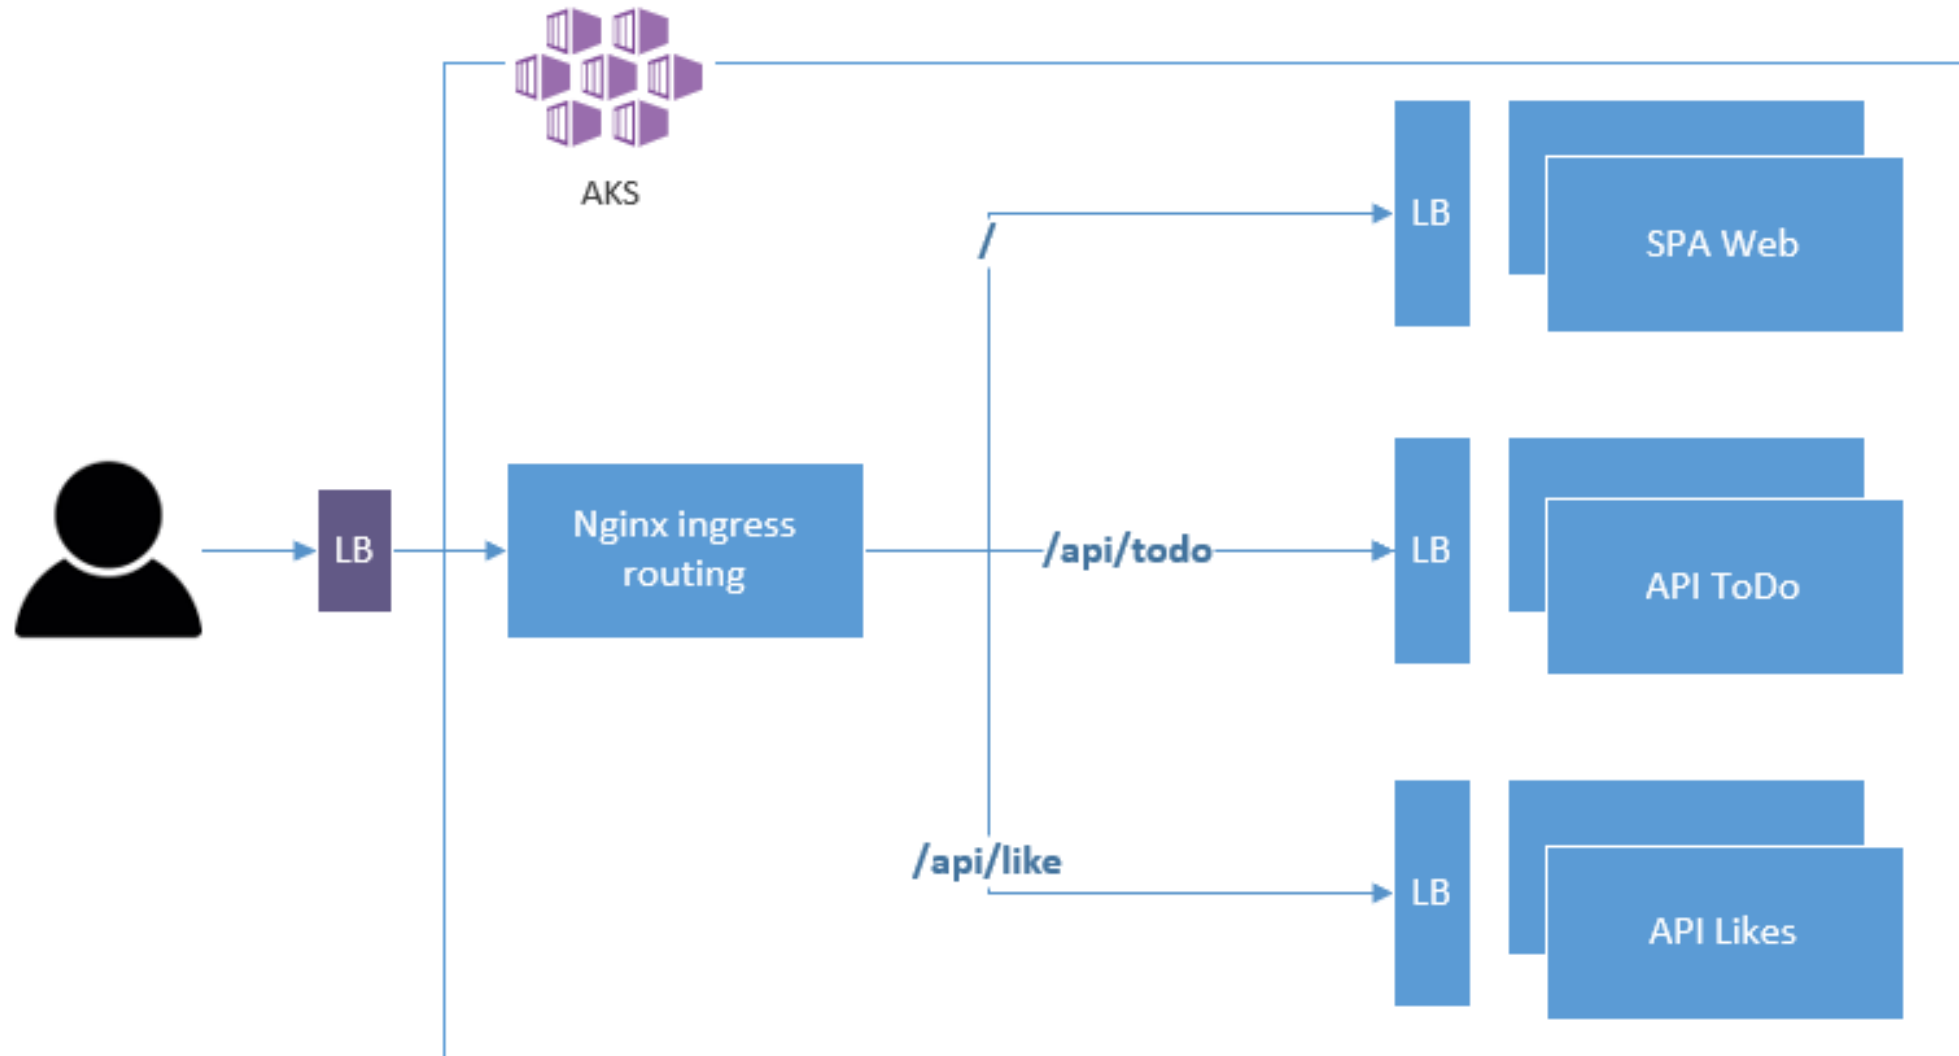 AKS
/
LB
SPA Web
LB
Nginx ingress
routing
/api/todo
LB
API ToDo
/api/like
LB
API Likes